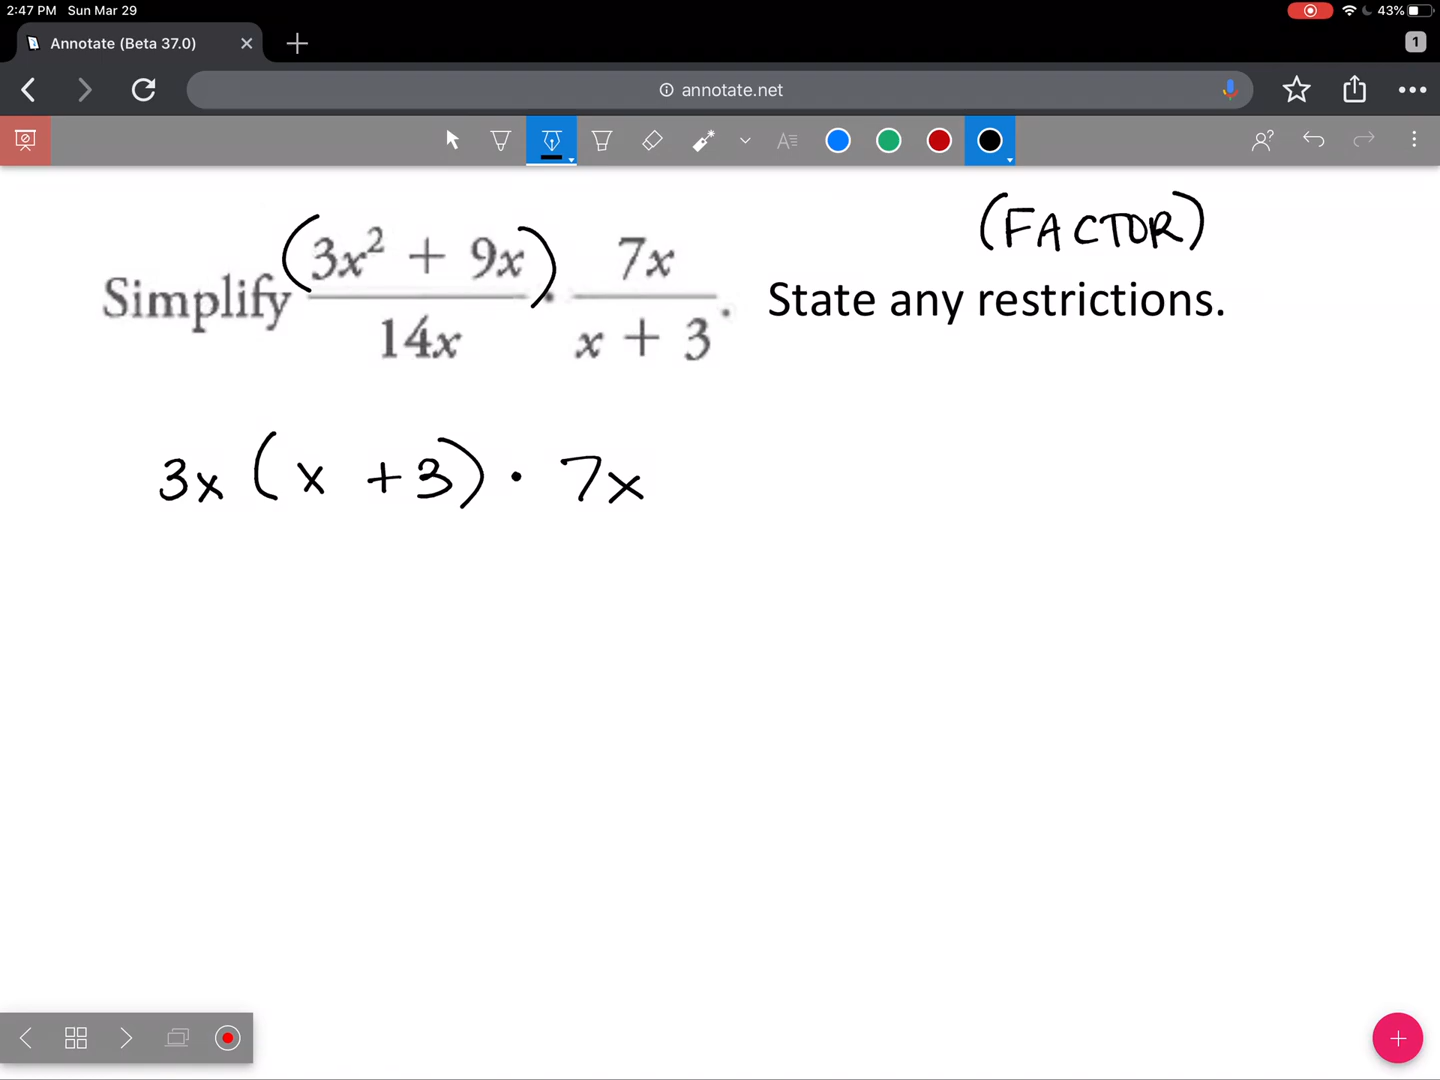 2:47 PM Sun Mar 29 43%
Annotate (Beta 37.0) 1
annotate.net
(FACTOR)
Simplify (3x² + 9x)/14x · 7x/(x + 3). State any restrictions.
3x (x + 3) · 7x